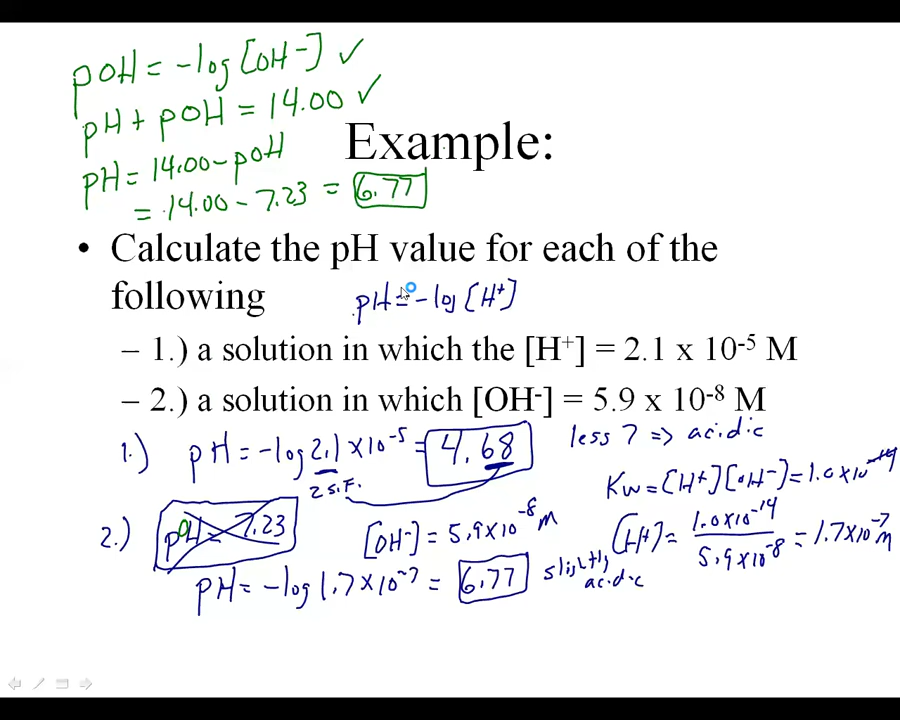 pOH = -log[OH-] ✓
pH + pOH = 14.00 ✓
pH = 14.00 - pOH
= 14.00 - 7.23 = 6.77
Example:
• Calculate the pH value for each of the
following
pH = -log[H+]
– 1.) a solution in which the [H+] = 2.1 x 10-5 M
– 2.) a solution in which [OH-] = 5.9 x 10-8 M
1.) pH = -log 2.1 x 10-5 = 4.68 less 7 => acidic
2 s.f.
Kw = [H+][OH-] = 1.0 x 10-14
2.) pOH = 7.23 [OH-] = 5.9 x 10-8 M
[H+] = 1.0 x 10-14 / 5.9 x 10-8 = 1.7 x 10-7 M
pH = -log 1.7 x 10-7 = 6.77 slightly
acidic